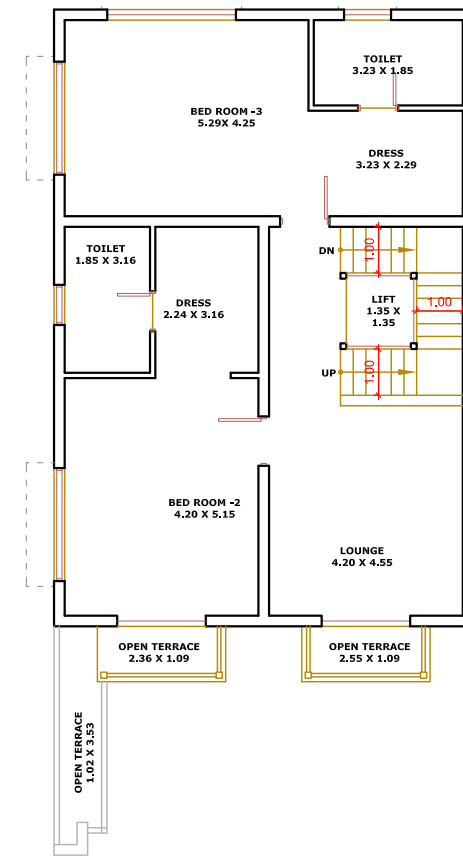 TOILET
3.23 X 1.85
BED ROOM -3
5.29X 4.25
DRESS
3.23 X 2.29
TOILET
1.85 X 3.16
DN
1.00
DRESS
2.24 X 3.16
LIFT
1.35 X
1.35
1.00
UP
1.00
BED ROOM -2
4.20 X 5.15
LOUNGE
4.20 X 4.55
OPEN TERRACE
2.36 X 1.09
OPEN TERRACE
2.55 X 1.09
OPEN TERRACE
1.02 X 3.53